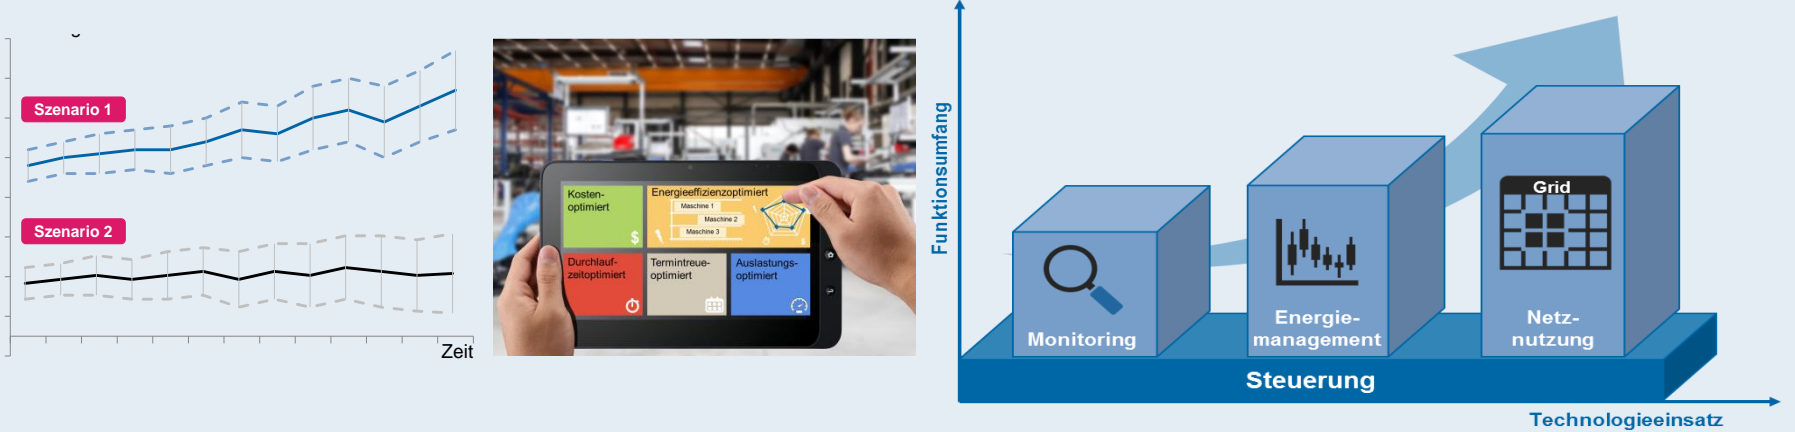 Szenario 1
Szenario 2
Zeit
Kosten-
optimiert
$
Energieeffizienzoptimiert
Maschine 1
Maschine 2
Maschine 3
$
Durchlauf-
zeitoptimiert
Termintreue-
optimiert
Auslastungs-
optimiert
Funktionsumfang
Monitoring
Energie-
management
Grid
Netz-
nutzung
Steuerung
Technologieeinsatz